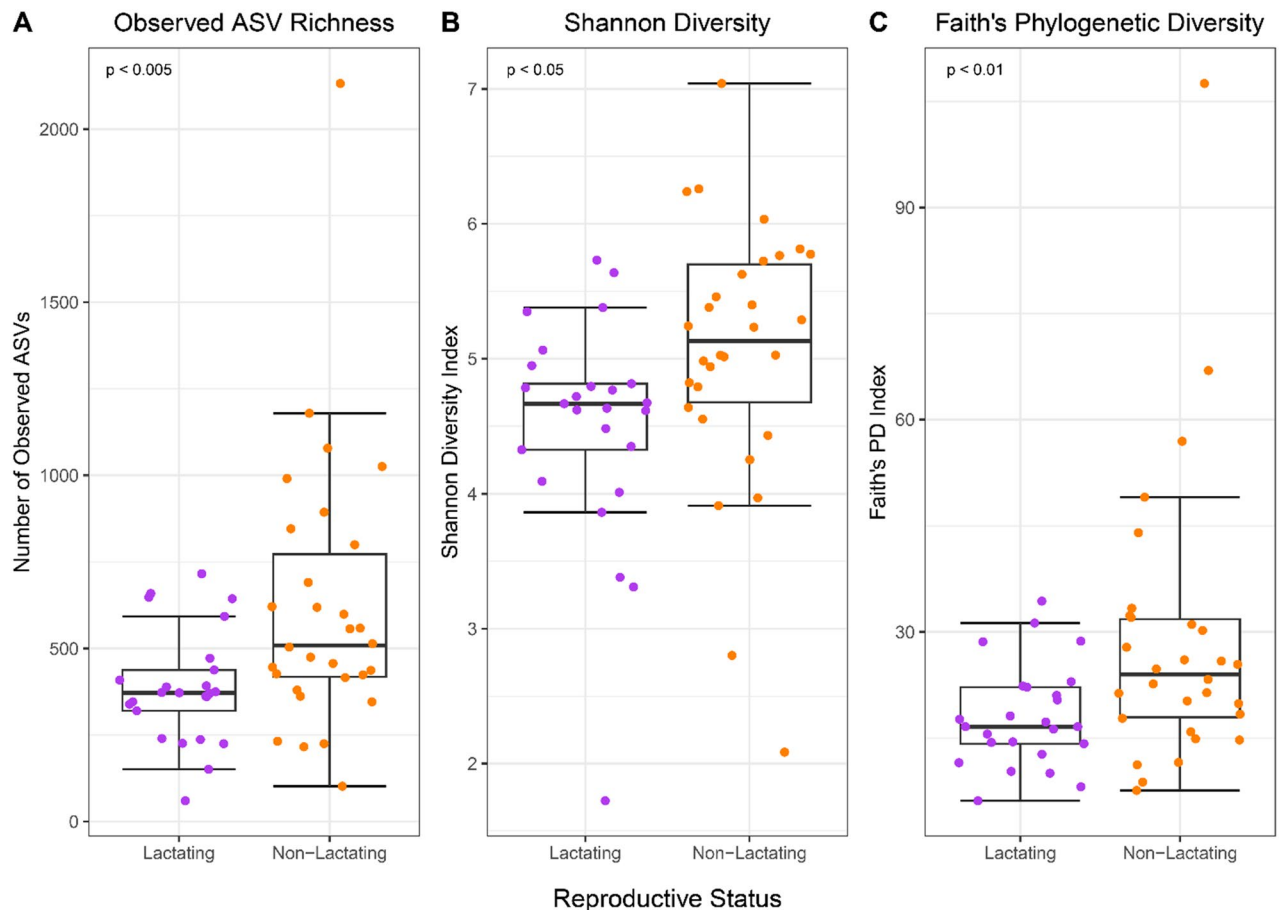 A Observed ASV Richness
p < 0.005
Number of Observed ASVs
2000
1500
1000
500
0
Lactating Non−Lactating
B Shannon Diversity
p < 0.05
Shannon Diversity Index
7
6
5
4
3
2
Lactating Non−Lactating
C Faith's Phylogenetic Diversity
p < 0.01
Faith's PD Index
90
60
30
Lactating Non−Lactating
Reproductive Status